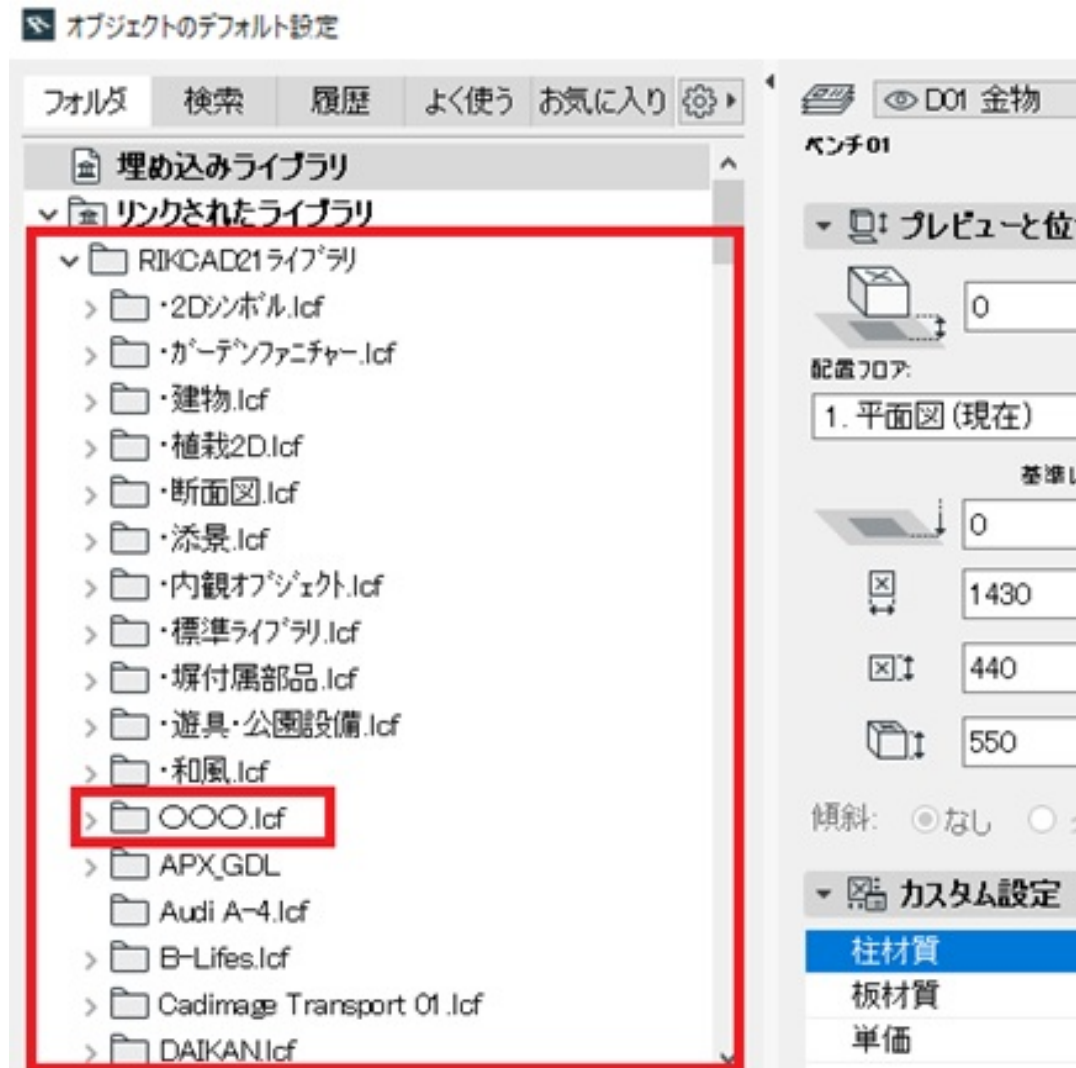 オブジェクトのデフォルト設定
フォルダ 検索 履歴 よく使う お気に入り
埋め込みライブラリ
リンクされたライブラリ
RIKCAD21ライブラリ
・2Dシンボル.lcf
・ガーデンファニチャー.lcf
・建物.lcf
・植栽2D.lcf
・断面図.lcf
・添景.lcf
・内観オブジェクト.lcf
・標準ライブラリ.lcf
・塀付属部品.lcf
・遊具・公園設備.lcf
・和風.lcf
〇〇〇.lcf
APX_GDL
Audi A-4.lcf
B-Lifes.lcf
Cadimage Transport 01.lcf
DAIKAN.lcf
D01 金物
ベンチ01
プレビューと位
0
配置フロア:
1. 平面図 (現在)
基準
0
1430
440
550
傾斜: なし
カスタム設定
柱材質
板材質
単価